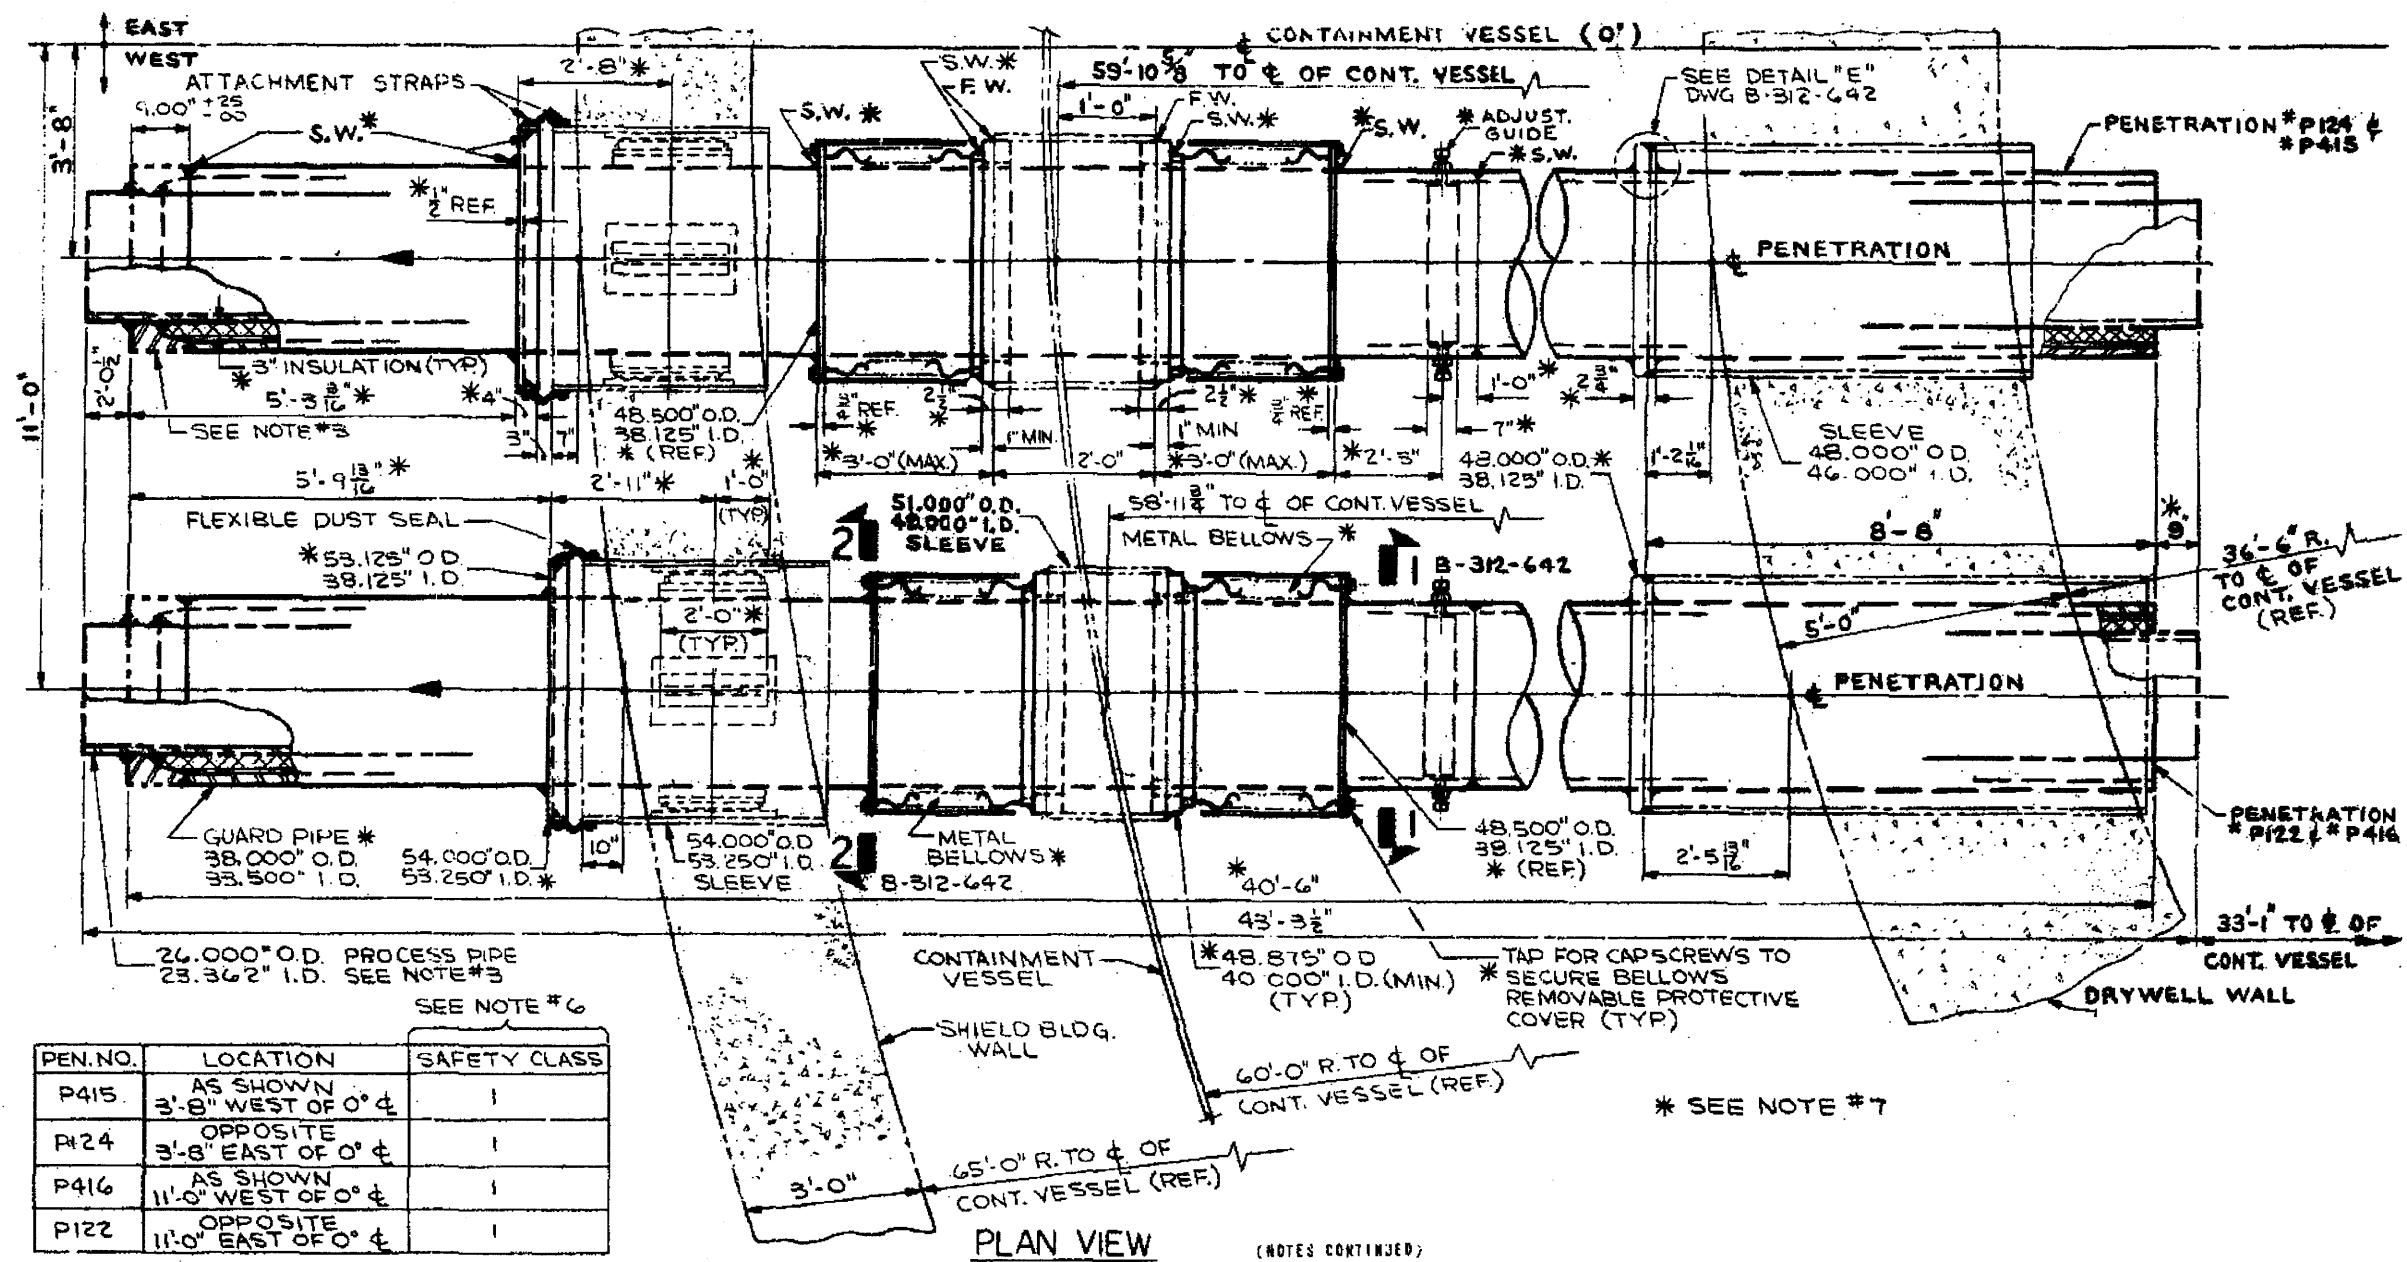 EAST
WEST
℄ CONTAINMENT VESSEL (0°)
ATTACHMENT STRAPS
9.00" +.25 -.00
2'-8" *
S.W. *
F.W.
59'-10 5/8" TO ℄ OF CONT. VESSEL
1'-0"
F.W.
S.W. *
SEE DETAIL "E"
DWG B-312-642
3'-8"
S.W. *
S.W. *
* S.W.
* ADJUST.
GUIDE
* S.W.
PENETRATION # P124 &
# P415
* 1/2" REF.
℄ PENETRATION
2'-0 1/2"
11'-0"
* 3" INSULATION (TYP.)
5'-3 13/16" *
* 4"
SEE NOTE #3
3"
7"
48.500" O.D.
38.125" I.D.
* (REF.)
REF.
*
2 1/2"
*
1" MIN
2 1/2" *
1" MIN
*
REF.
7" *
1'-0" *
*
SLEEVE
48.000" O.D.
46.000" I.D.
1'-2 1/16"
5'-9 13/16" *
2'-11" *
* 1'-0"
(TYP)
* 3'-0" (MAX.)
2'-0"
* 3'-0" (MAX.)
* 2'-5"
48.000" O.D. *
38.125" I.D.
FLEXIBLE DUST SEAL
* 53.125" O.D
38.125" I.D.
2
51.000" O.D.
48.000" I.D.
SLEEVE
58'-11 3/4" TO ℄ OF CONT. VESSEL
METAL BELLOWS *
1
B-312-642
8'-8"
*
9"
36'-6" R.
TO ℄ OF
CONT. VESSEL
(REF.)
2'-0" *
(TYP.)
5'-0"
℄ PENETRATION
GUARD PIPE *
38.000" O.D.
33.500" I.D.
54.000" O.D.
53.250" I.D. *
10"
54.000" O.D
53.250" I.D.
SLEEVE
2
METAL
BELLOWS *
B-312-642
1
48.500" O.D.
38.125" I.D.
* (REF.)
2'-5 13/16"
PENETRATION
# P122 & # P416
* 40'-6"
43'-3 1/2"
33'-1" TO ℄ OF
CONT. VESSEL
26.000" O.D. PROCESS PIPE
23.362" I.D. SEE NOTE #3
CONTAINMENT
VESSEL
* 48.875" O.D
40.000" I.D. (MIN.)
(TYP.)
TAP FOR CAPSCREWS TO
* SECURE BELLOWS
REMOVABLE PROTECTIVE
COVER (TYP.)
DRYWELL WALL
SHIELD BLDG.
WALL
SEE NOTE #6
PEN. NO. LOCATION SAFETY CLASS
P415 AS SHOWN
3'-8" WEST OF 0° ℄ 1
P124 OPPOSITE
3'-8" EAST OF 0° ℄ 1
P416 AS SHOWN
11'-0" WEST OF 0° ℄ 1
P122 OPPOSITE
11'-0" EAST OF 0° ℄ 1
60'-0" R. TO ℄ OF
CONT. VESSEL (REF.)
* SEE NOTE #7
3'-0"
65'-0" R. TO ℄ OF
CONT. VESSEL (REF.)
PLAN VIEW
(NOTES CONTINUED)